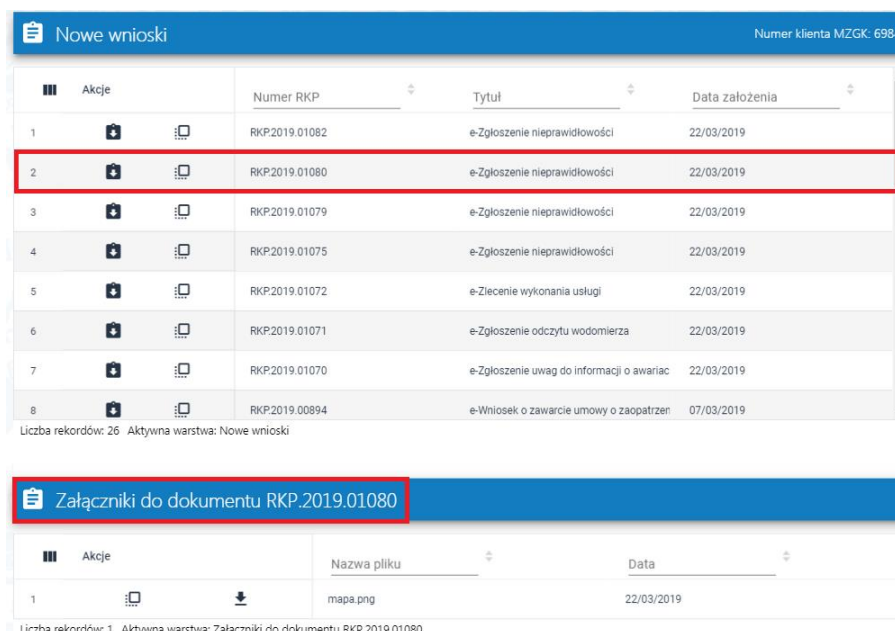 Nowe wnioski Numer klienta MZGK: 698
Akcje Numer RKP Tytuł Data założenia
1 RKP.2019.01082 e-Zgłoszenie nieprawidłowości 22/03/2019
2 RKP.2019.01080 e-Zgłoszenie nieprawidłowości 22/03/2019
3 RKP.2019.01079 e-Zgłoszenie nieprawidłowości 22/03/2019
4 RKP.2019.01075 e-Zgłoszenie nieprawidłowości 22/03/2019
5 RKP.2019.01072 e-Zlecenie wykonania usługi 22/03/2019
6 RKP.2019.01071 e-Zgłoszenie odczytu wodomierza 22/03/2019
7 RKP.2019.01070 e-Zgłoszenie uwag do informacji o awariac 22/03/2019
8 RKP.2019.00894 e-Wniosek o zawarcie umowy o zaopatrzen 07/03/2019
Liczba rekordów: 26 Aktywna warstwa: Nowe wnioski
Załączniki do dokumentu RKP.2019.01080
Akcje Nazwa pliku Data
1 mapa.png 22/03/2019
Liczba rekordów: 1 Aktywna warstwa: Załączniki do dokumentu RKP.2019.01080